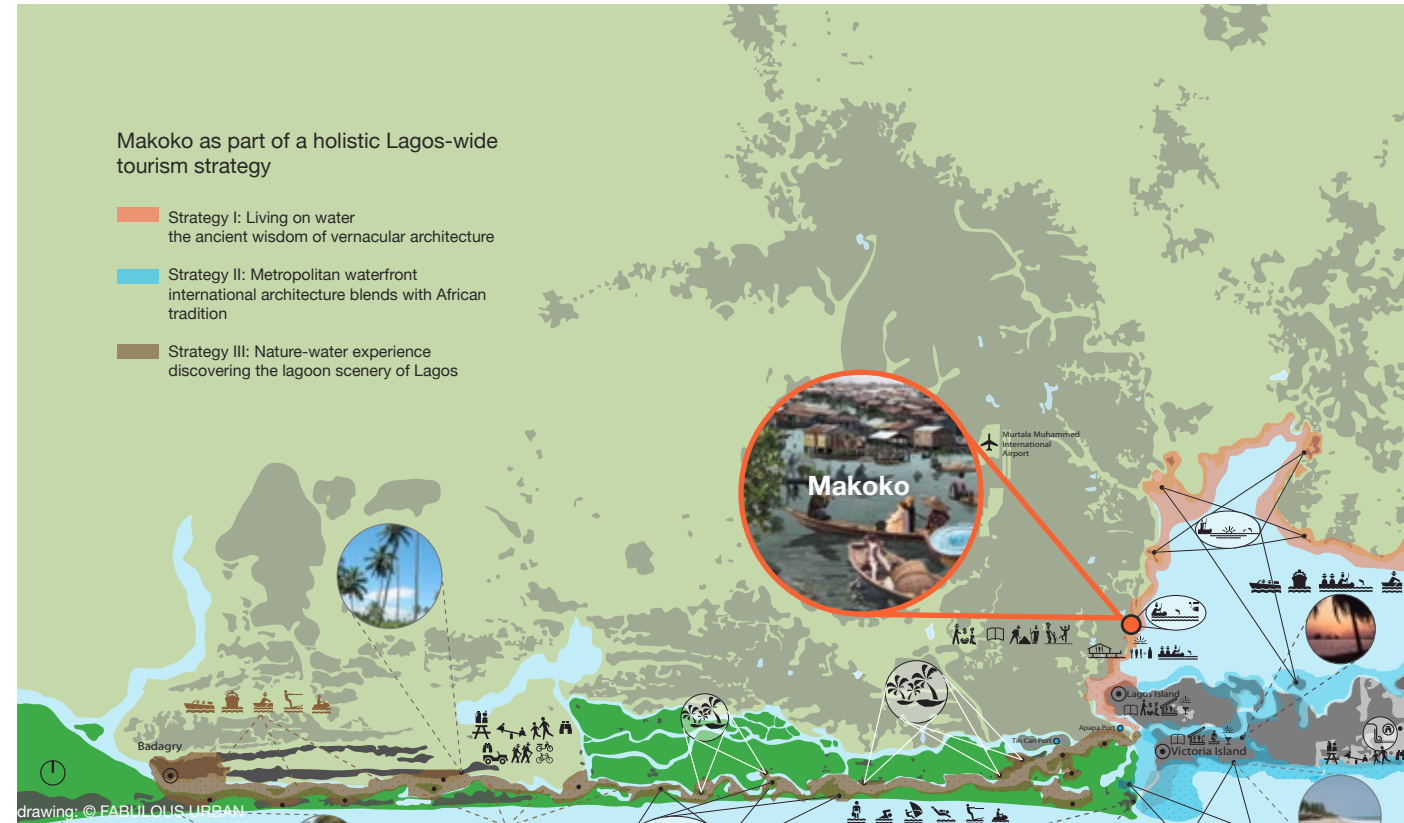 Makoko as part of a holistic Lagos-wide
tourism strategy
Strategy I: Living on water
the ancient wisdom of vernacular architecture
Strategy II: Metropolitan waterfront
international architecture blends with African
tradition
Strategy III: Nature-water experience
discovering the lagoon scenery of Lagos
Murtala Muhammed
International
Airport
Makoko
Lagos Island
Apapa Port
Tin Can Port
Victoria Island
Badagry
drawing: © FABULOUS URBAN